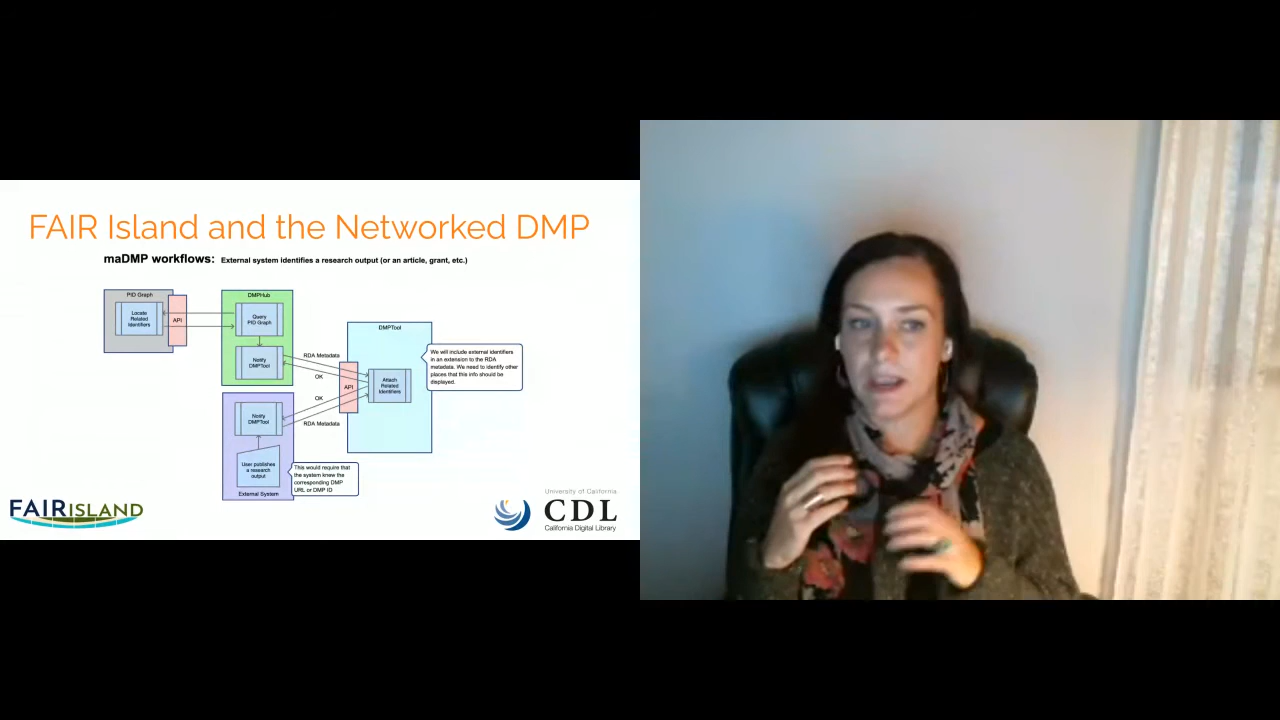 FAIR Island and the Networked DMP
maDMP workflows: External system identifies a research output (or an article, grant, etc.)
PID Graph
Locate
Related
Identifiers
API
DMPHub
Query
PID Graph
Notify
DMPTool
RDA Metadata
OK
OK
RDA Metadata
API
DMPTool
Attach
Related
Identifiers
We will include external identifiers
in an extension to the RDA
metadata. We need to identify other
places that this info should be
displayed.
Notify
DMPTool
User publishes
a research
output
External System
This would require that
the system knew the
corresponding DMP
URL or DMP ID
FAIR ISLAND
University of California
CDL
California Digital Library